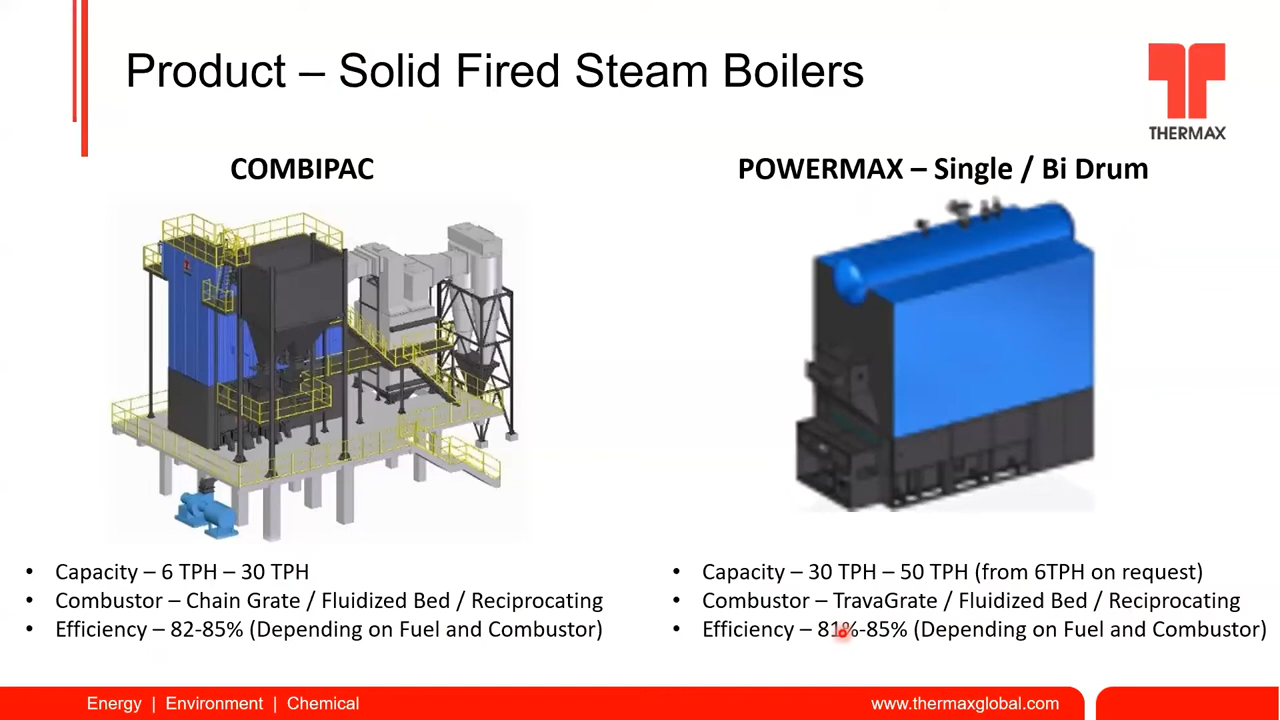 Product – Solid Fired Steam Boilers
THERMAX
COMBIPAC
POWERMAX – Single / Bi Drum
• Capacity – 6 TPH – 30 TPH
• Combustor – Chain Grate / Fluidized Bed / Reciprocating
• Efficiency – 82-85% (Depending on Fuel and Combustor)
• Capacity – 30 TPH – 50 TPH (from 6TPH on request)
• Combustor – TravaGrate / Fluidized Bed / Reciprocating
• Efficiency – 81%-85% (Depending on Fuel and Combustor)
Energy | Environment | Chemical
www.thermaxglobal.com